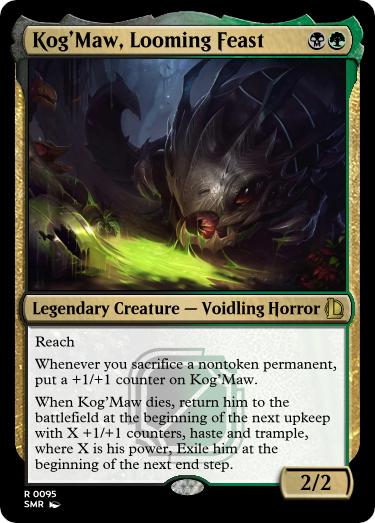 Kog'Maw, Looming Feast
Legendary Creature — Voidling Horror
Reach
Whenever you sacrifice a nontoken permanent,
put a +1/+1 counter on Kog'Maw.
When Kog'Maw dies, return him to the
battlefield at the beginning of the next upkeep
with X +1/+1 counters, haste and trample,
where X is his power, Exile him at the
beginning of the next end step.
2/2
R 0095
SMR